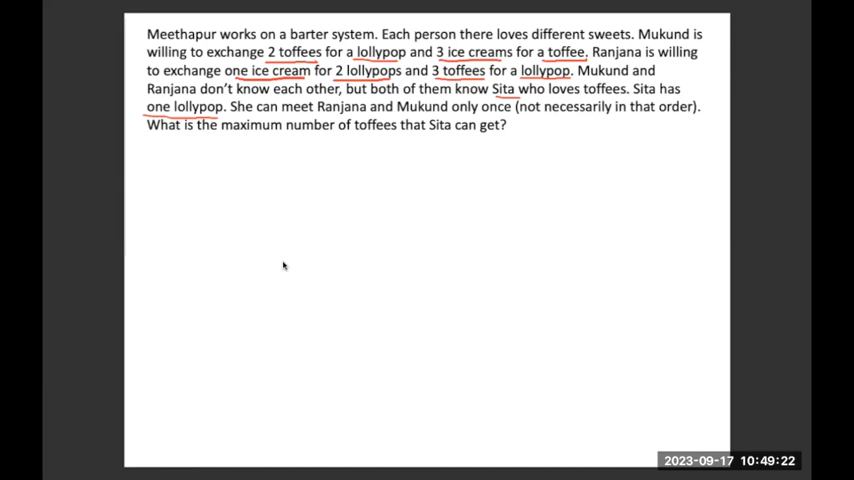 Meethapur works on a barter system. Each person there loves different sweets. Mukund is
willing to exchange 2 toffees for a lollypop and 3 ice creams for a toffee. Ranjana is willing
to exchange one ice cream for 2 lollypops and 3 toffees for a lollypop. Mukund and
Ranjana don't know each other, but both of them know Sita who loves toffees. Sita has
one lollypop. She can meet Ranjana and Mukund only once (not necessarily in that order).
What is the maximum number of toffees that Sita can get?
2023-09-17 10:49:22